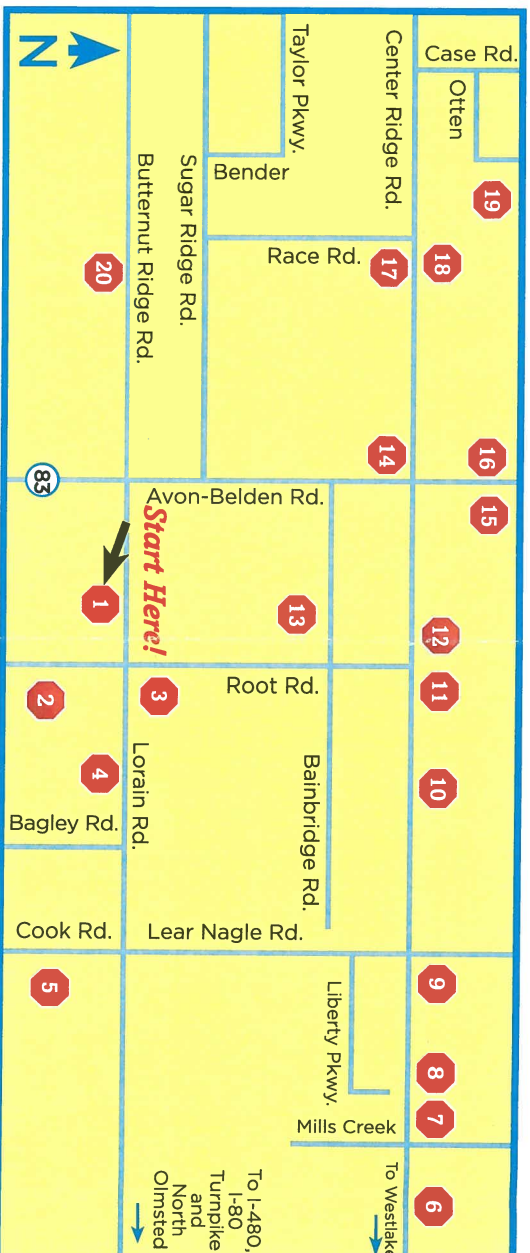 N
Case Rd.
Otten
Center Ridge Rd.
Taylor Pkwy.
Bender
Sugar Ridge Rd.
Butternut Ridge Rd.
Race Rd.
19
18
17
20
16
14
83
15
Avon-Belden Rd.
Start Here!
1
13
12
11
Root Rd.
2
3
4
10
Lorain Rd.
Bainbridge Rd.
Bagley Rd.
Cook Rd.
Lear Nagle Rd.
5
9
Liberty Pkwy.
8
7
Mills Creek
6
To Westlake
To I-480,
I-80
Turnpike
and
North
Olmsted